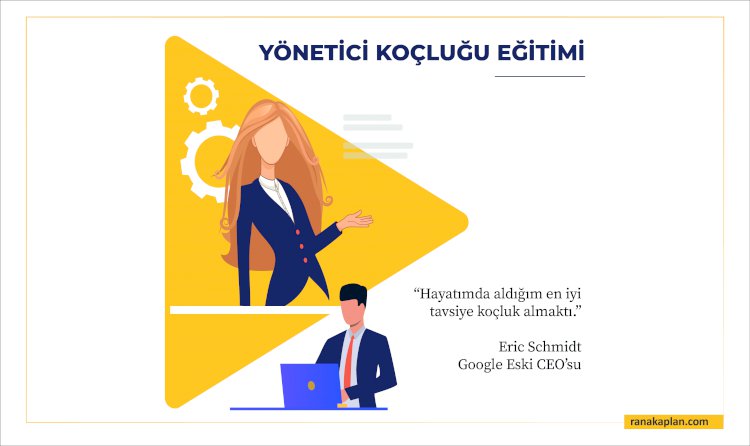 YÖNETİCİ KOÇLUĞU EĞİTİMİ
“Hayatımda aldığım en iyi
tavsiye koçluk almaktı.”
Eric Schmidt
Google Eski CEO’su
ranakaplan.com